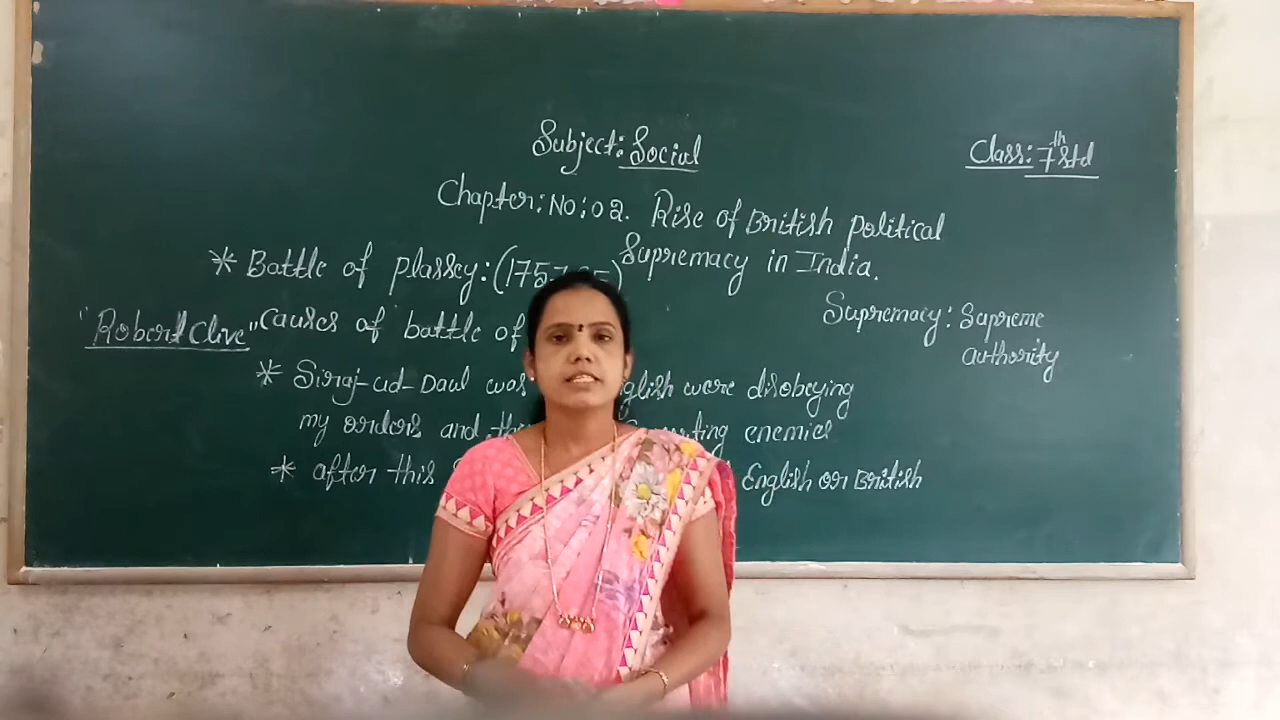 Subject: Social
Class: 7th Std
Chapter: No: 02. Rise of British political
Supremacy in India.
* Battle of plassey: (1757
Supremacy: Supreme
authority
"Robert Clive" causes of battle of
* Siraj-ud-Daul was English were disobeying
my orders and enemies
* after this English or British